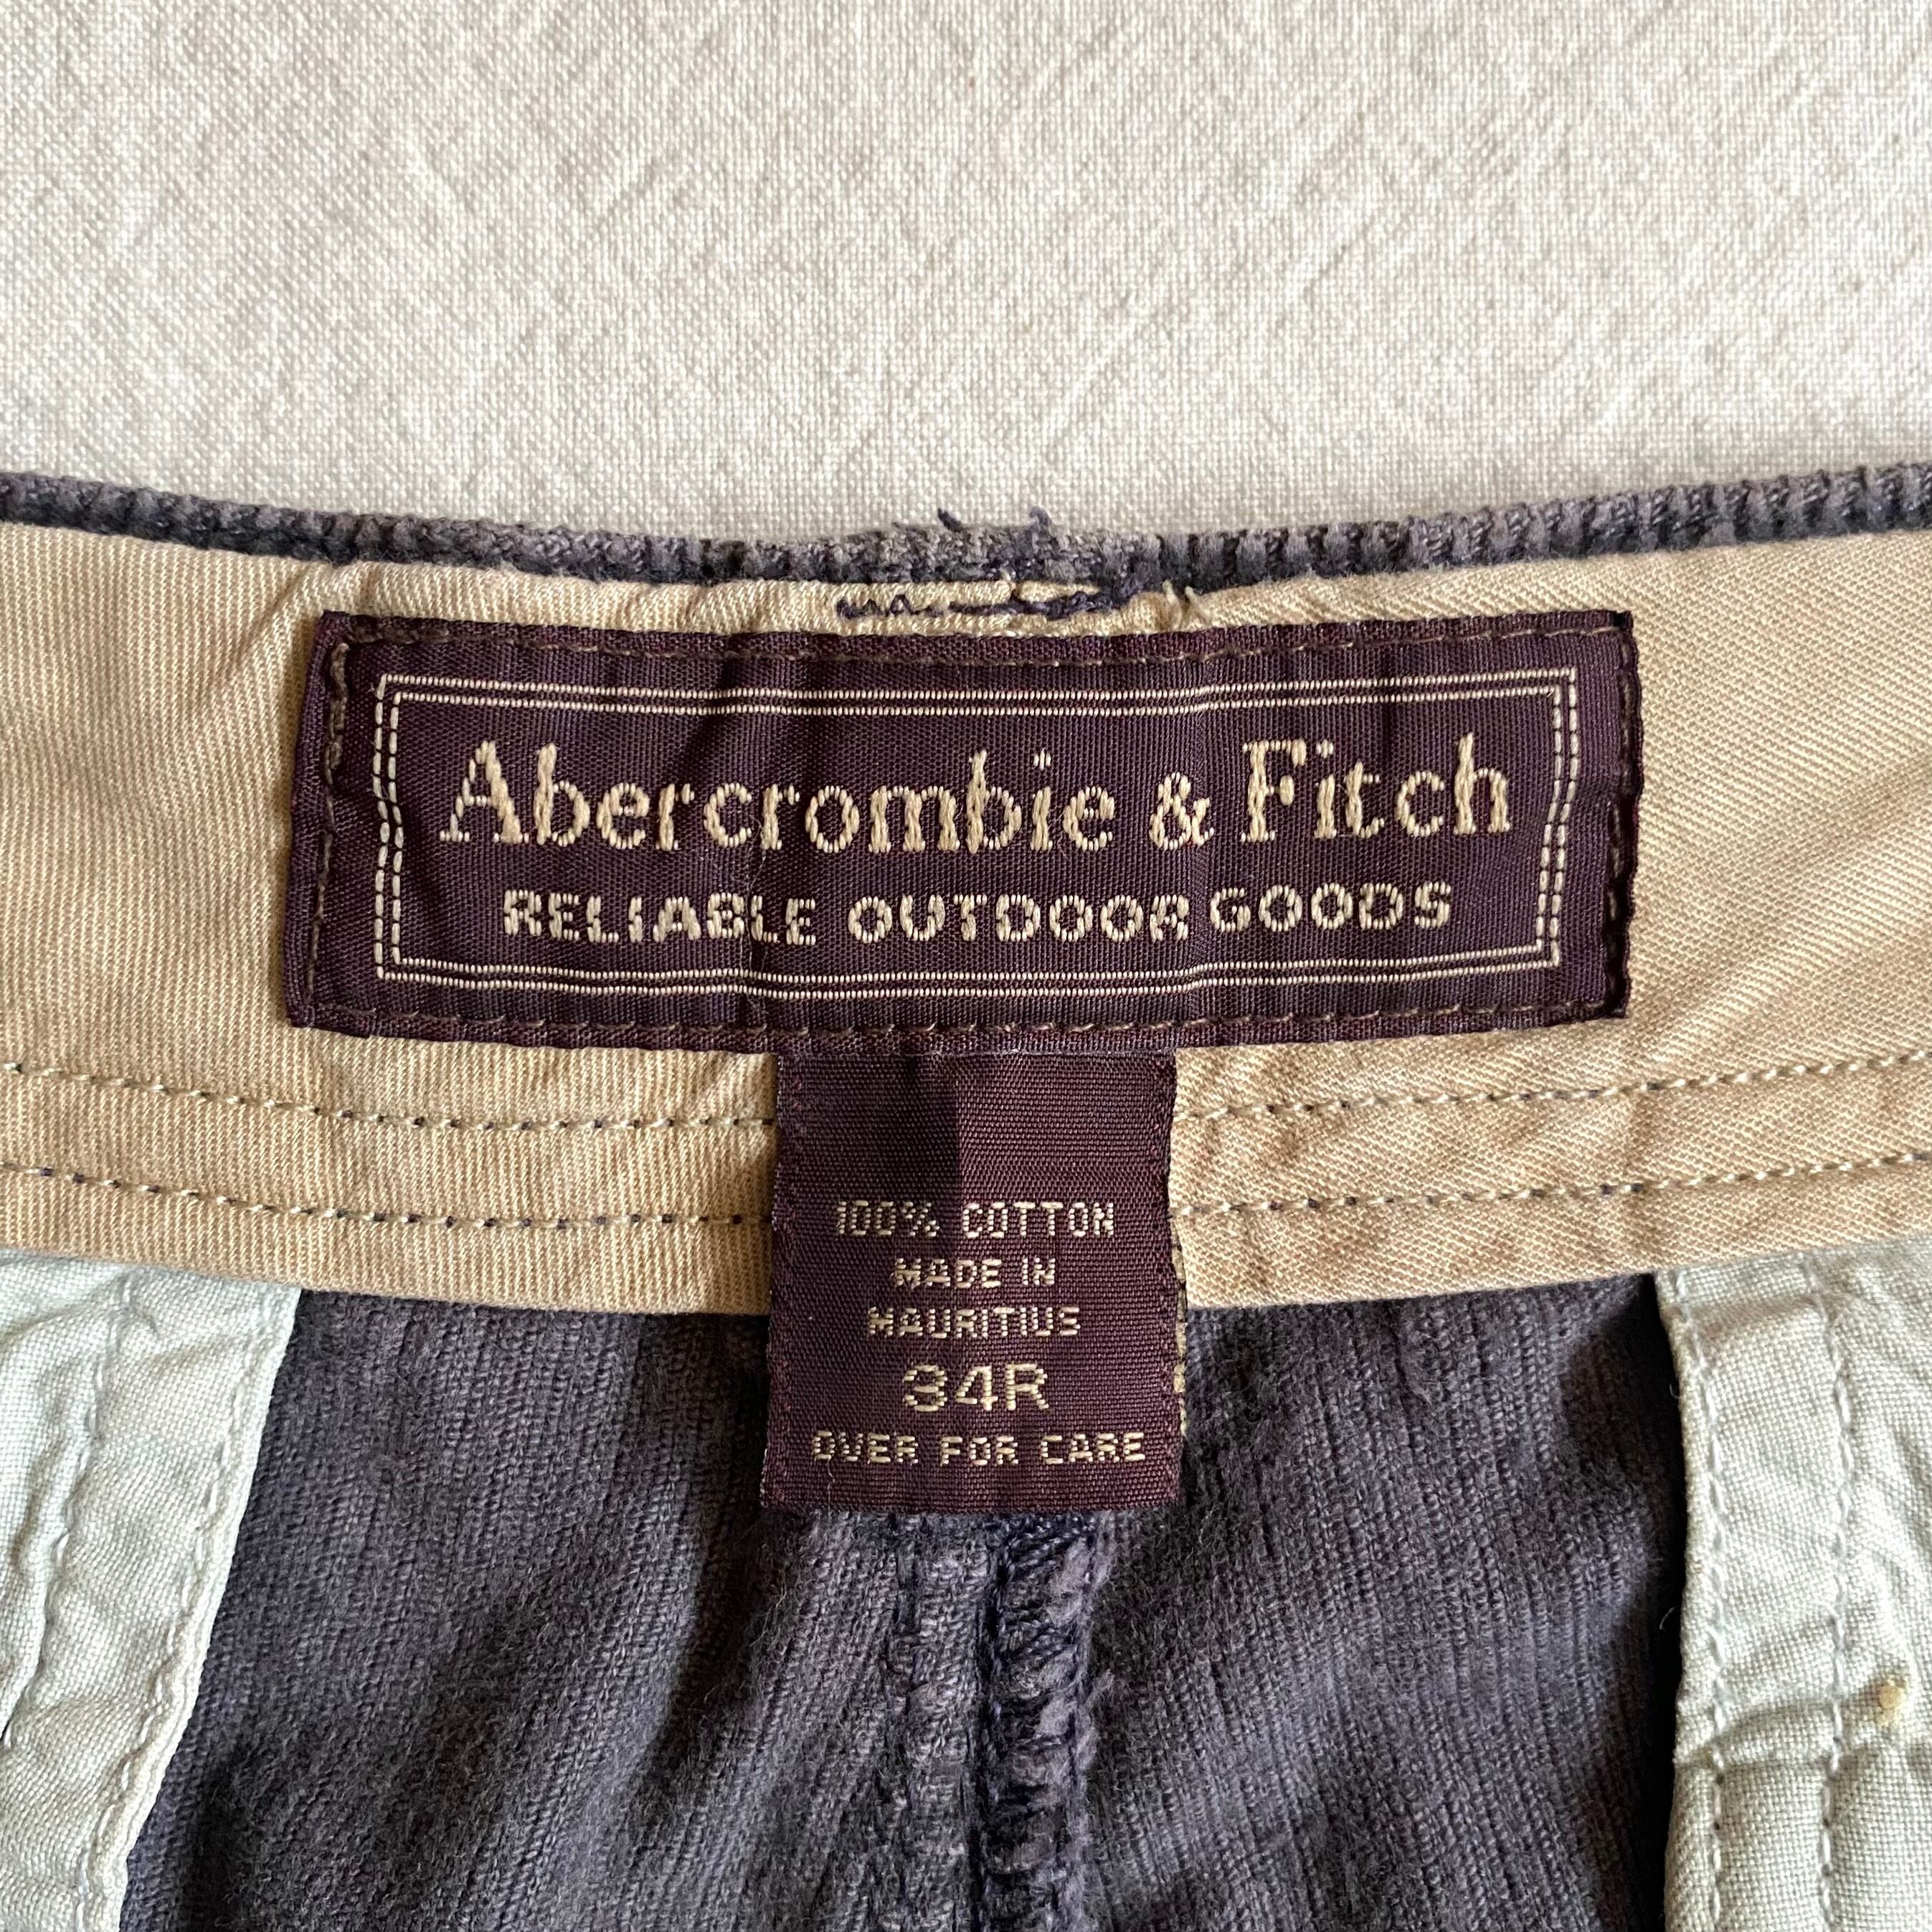 Abercrombie & Fitch
RELIABLE OUTDOOR GOODS
100% COTTON
MADE IN
MAURITIUS
34R
OVER FOR CARE